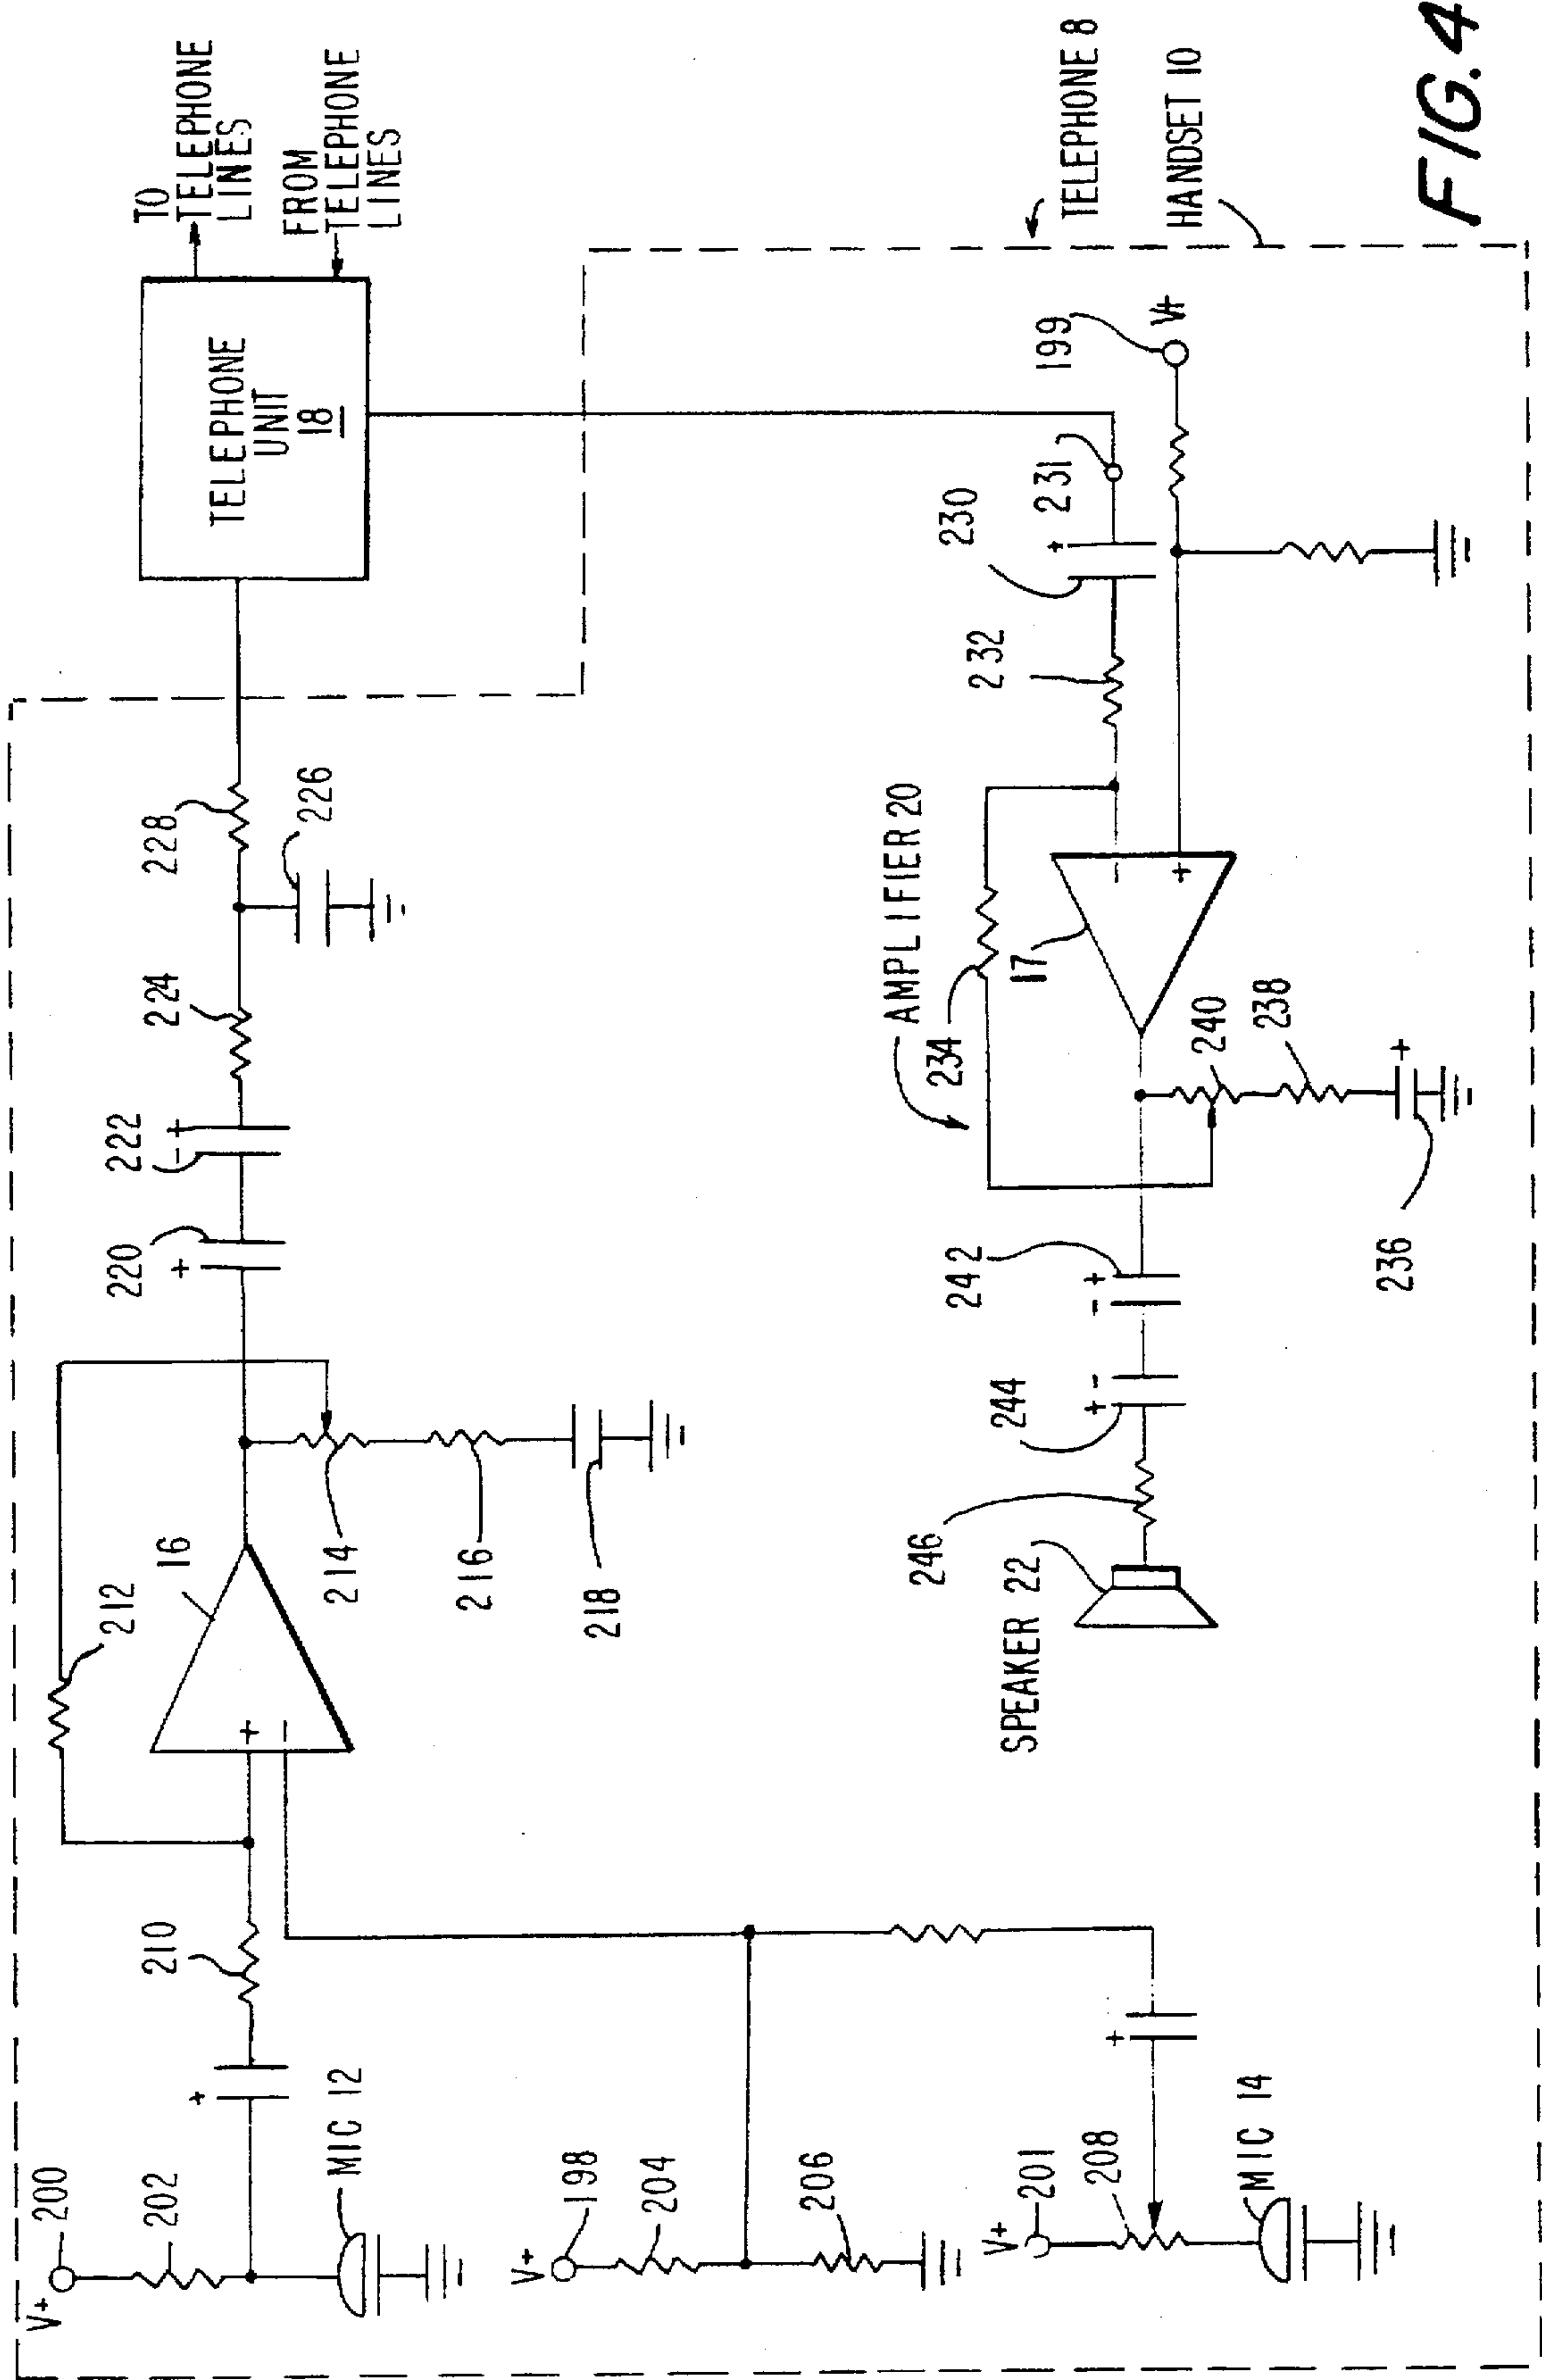 TO
TELEPHONE
LINES
FROM
TELEPHONE
LINES
TELEPHONE
UNIT
18
TELEPHONE 8
HANDSET 10
V+
200
202
+
MIC 12
210
212
16
+
-
214
216
218
220
+
222
- +
224
226
228
V+
198
204
206
V+
201
208
MIC 14
+
SPEAKER 22
246
244
+ -
242
- +
AMPLIFIER 20
234
17
-
+
240
238
+
236
232
230
+
231
199
V+
FIG. 4